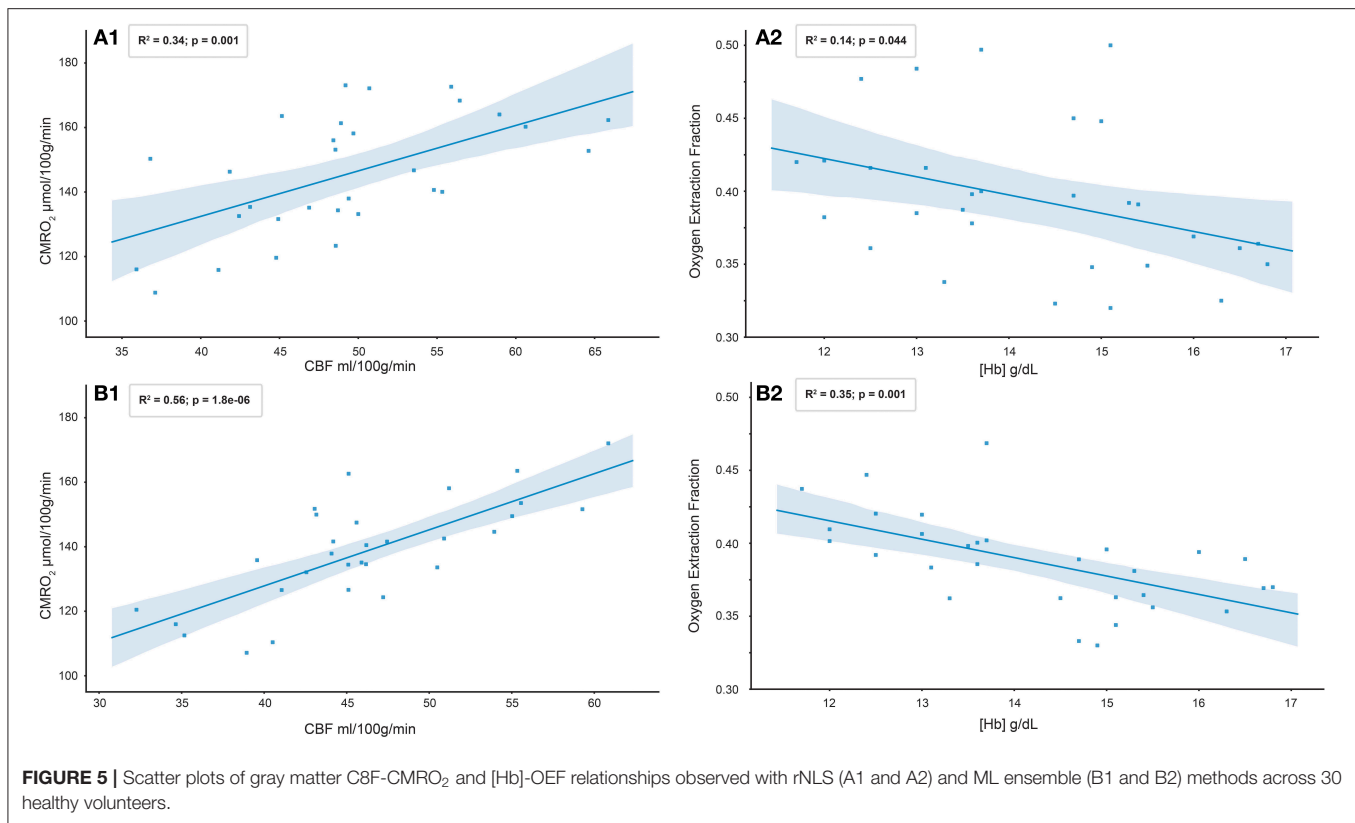 A1
R² = 0.34; p = 0.001
180
160
140
120
100
CMRO₂ μmol/100g/min
35 40 45 50 55 60 65
CBF ml/100g/min
A2
R² = 0.14; p = 0.044
0.50
0.45
0.40
0.35
0.30
Oxygen Extraction Fraction
12 13 14 15 16 17
[Hb] g/dL
B1
R² = 0.56; p = 1.8e-06
180
160
140
120
100
CMRO₂ μmol/100g/min
30 35 40 45 50 55 60
CBF ml/100g/min
B2
R² = 0.35; p = 0.001
0.50
0.45
0.40
0.35
0.30
Oxygen Extraction Fraction
12 13 14 15 16 17
[Hb] g/dL
FIGURE 5 | Scatter plots of gray matter C8F-CMRO₂ and [Hb]-OEF relationships observed with rNLS (A1 and A2) and ML ensemble (B1 and B2) methods across 30
healthy volunteers.